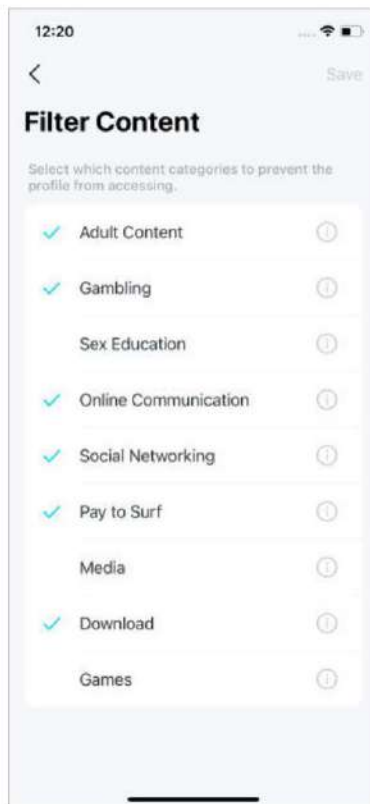 12:20
Save
Filter Content
Select which content categories to prevent the
profile from accessing.
Adult Content
Gambling
Sex Education
Online Communication
Social Networking
Pay to Surf
Media
Download
Games